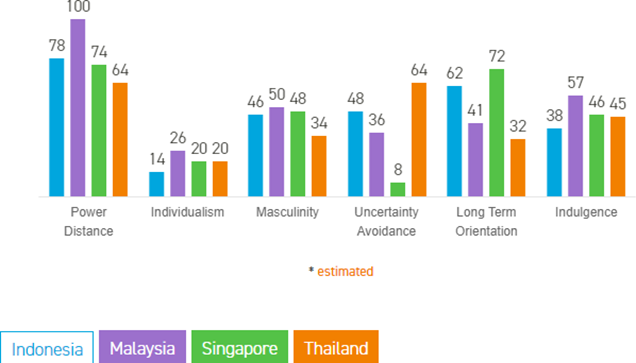 100
78
74
64
14
26
20
20
46
50
48
34
48
36
8
64
62
41
72
32
38
57
46
45
Power
Distance
Individualism
Masculinity
Uncertainty
Avoidance
Long Term
Orientation
Indulgence
* estimated
Indonesia
Malaysia
Singapore
Thailand